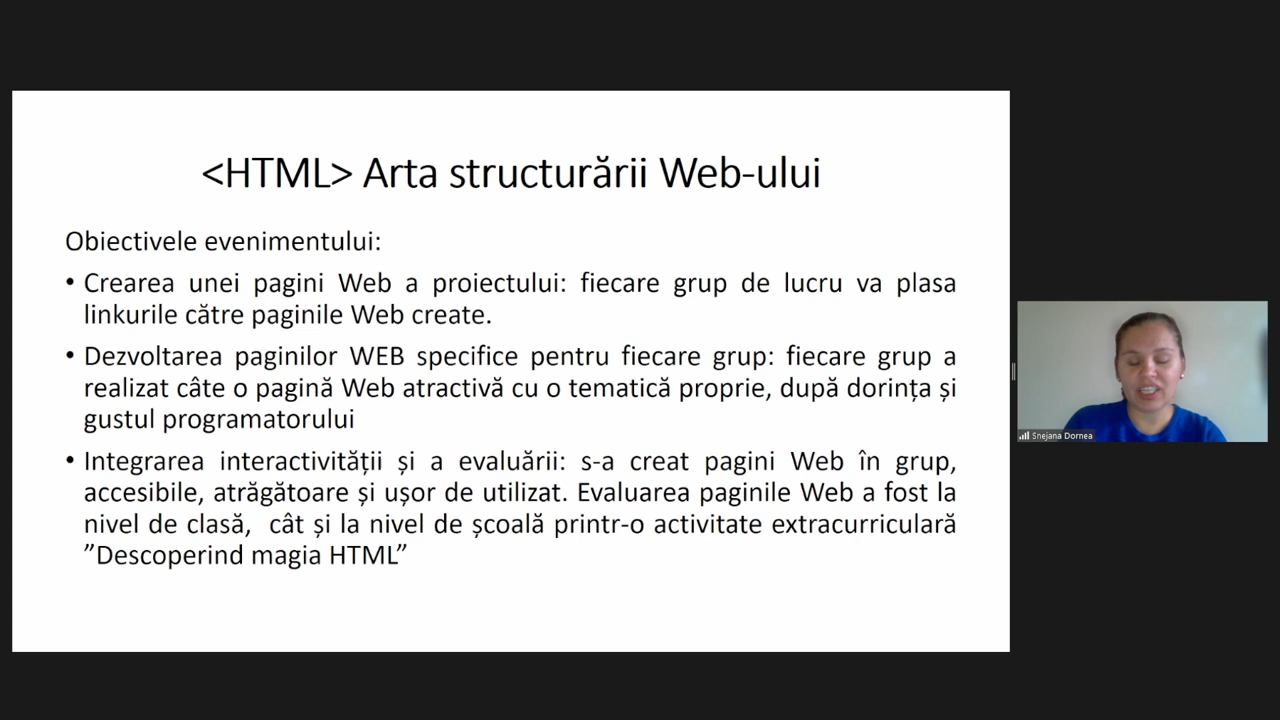 <HTML> Arta structurării Web-ului
Obiectivele evenimentului:
• Crearea unei pagini Web a proiectului: fiecare grup de lucru va plasa
linkurile către paginile Web create.
• Dezvoltarea paginilor WEB specifice pentru fiecare grup: fiecare grup a
realizat câte o pagină Web atractivă cu o tematică proprie, după dorința și
gustul programatorului
• Integrarea interactivității și a evaluării: s-a creat pagini Web în grup,
accesibile, atrăgătoare și ușor de utilizat. Evaluarea paginile Web a fost la
nivel de clasă,  cât și la nivel de școală printr-o activitate extracurriculară
”Descoperind magia HTML”
Snejana Dornea